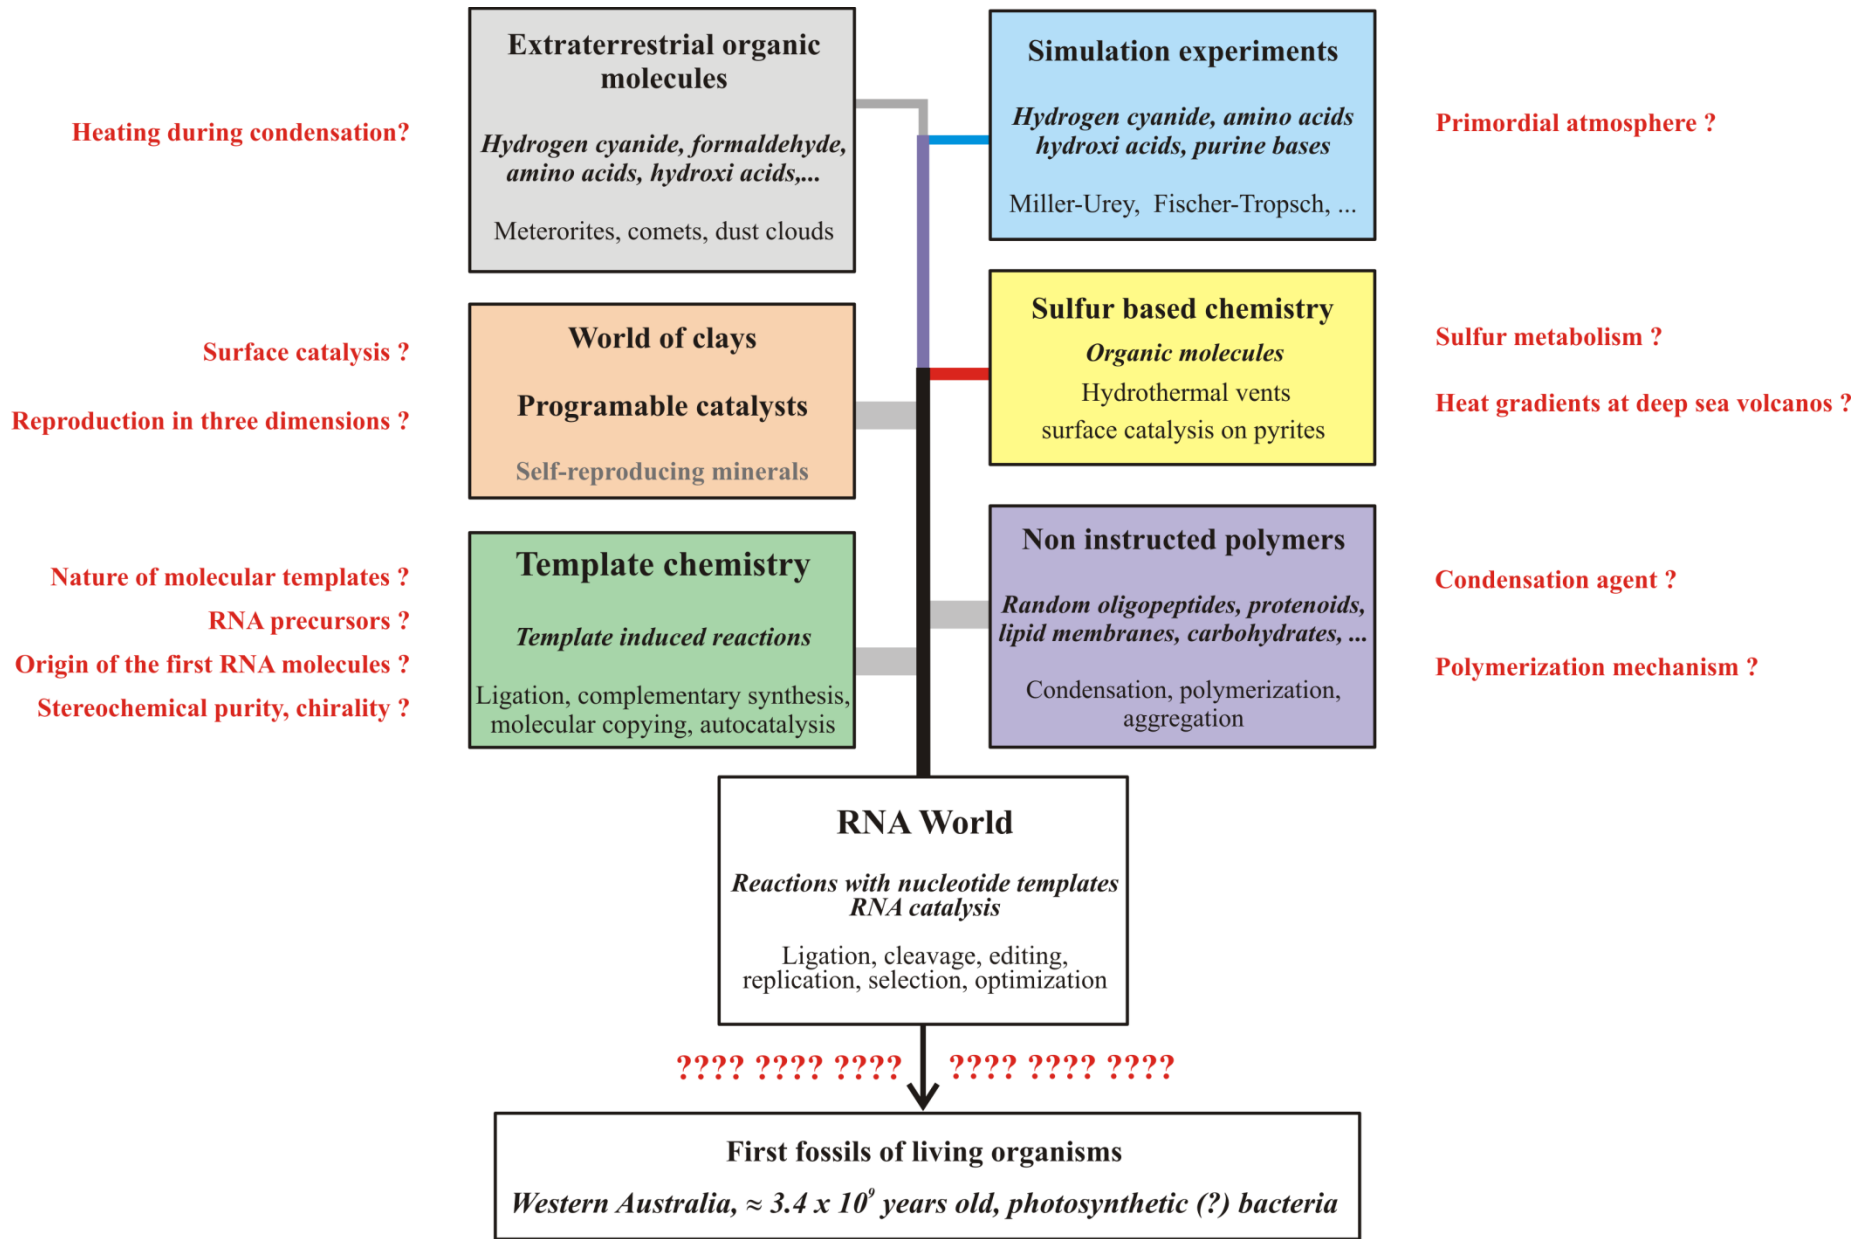 Extraterrestrial organic
molecules
Hydrogen cyanide, formaldehyde,
amino acids, hydroxi acids,...
Meterorites, comets, dust clouds
Heating during condensation?
Simulation experiments
Hydrogen cyanide, amino acids
hydroxi acids, purine bases
Miller-Urey, Fischer-Tropsch, ...
Primordial atmosphere ?
Surface catalysis ?
Reproduction in three dimensions ?
World of clays
Programable catalysts
Self-reproducing minerals
Sulfur based chemistry
Organic molecules
Hydrothermal vents
surface catalysis on pyrites
Sulfur metabolism ?
Heat gradients at deep sea volcanos ?
Nature of molecular templates ?
RNA precursors ?
Origin of the first RNA molecules ?
Stereochemical purity, chirality ?
Template chemistry
Template induced reactions
Ligation, complementary synthesis,
molecular copying, autocatalysis
Non instructed polymers
Random oligopeptides, protenoids,
lipid membranes, carbohydrates, ...
Condensation, polymerization,
aggregation
Condensation agent ?
Polymerization mechanism ?
RNA World
Reactions with nucleotide templates
RNA catalysis
Ligation, cleavage, editing,
replication, selection, optimization
???? ???? ???? ???? ???? ????
First fossils of living organisms
Western Australia, ≈ 3.4 x 10⁹ years old, photosynthetic (?) bacteria